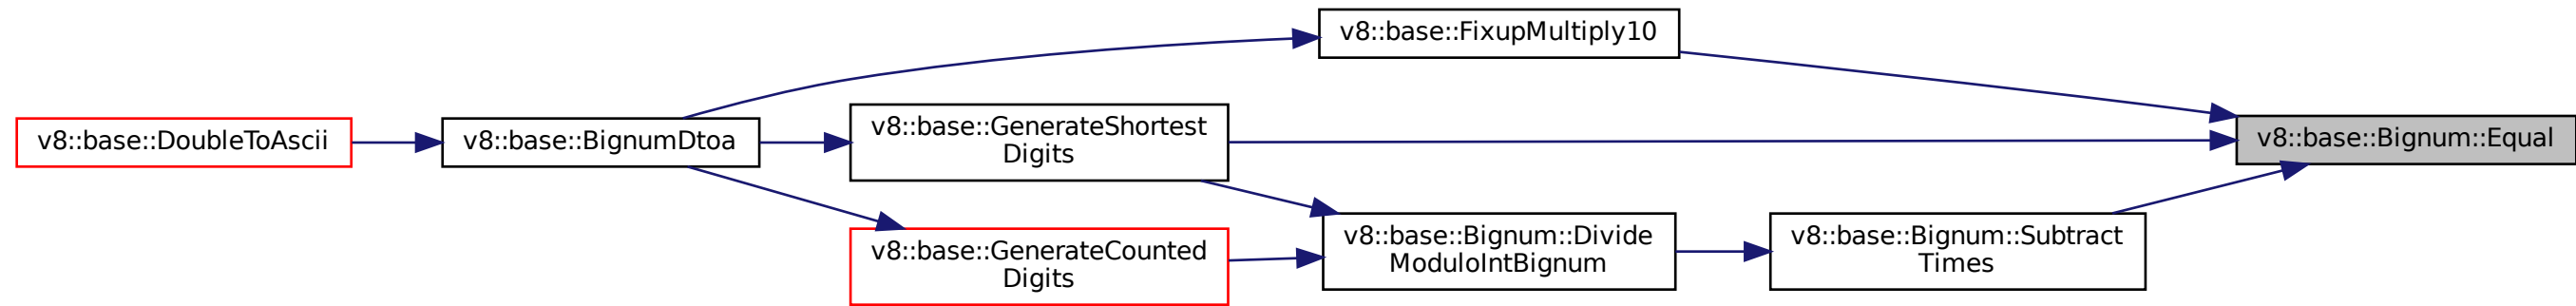 v8::base::FixupMultiply10
v8::base::DoubleToAscii
v8::base::BignumDtoa
v8::base::GenerateShortest
Digits
v8::base::Bignum::Equal
v8::base::GenerateCounted
Digits
v8::base::Bignum::Divide
ModuloIntBignum
v8::base::Bignum::Subtract
Times